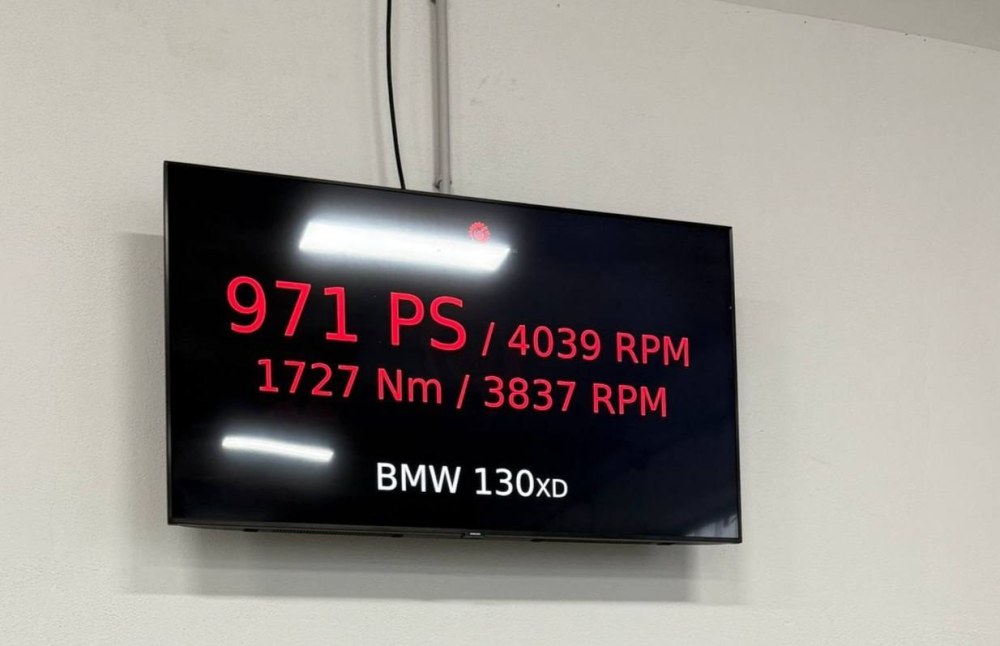 971 PS / 4039 RPM
1727 Nm / 3837 RPM
BMW 130XD